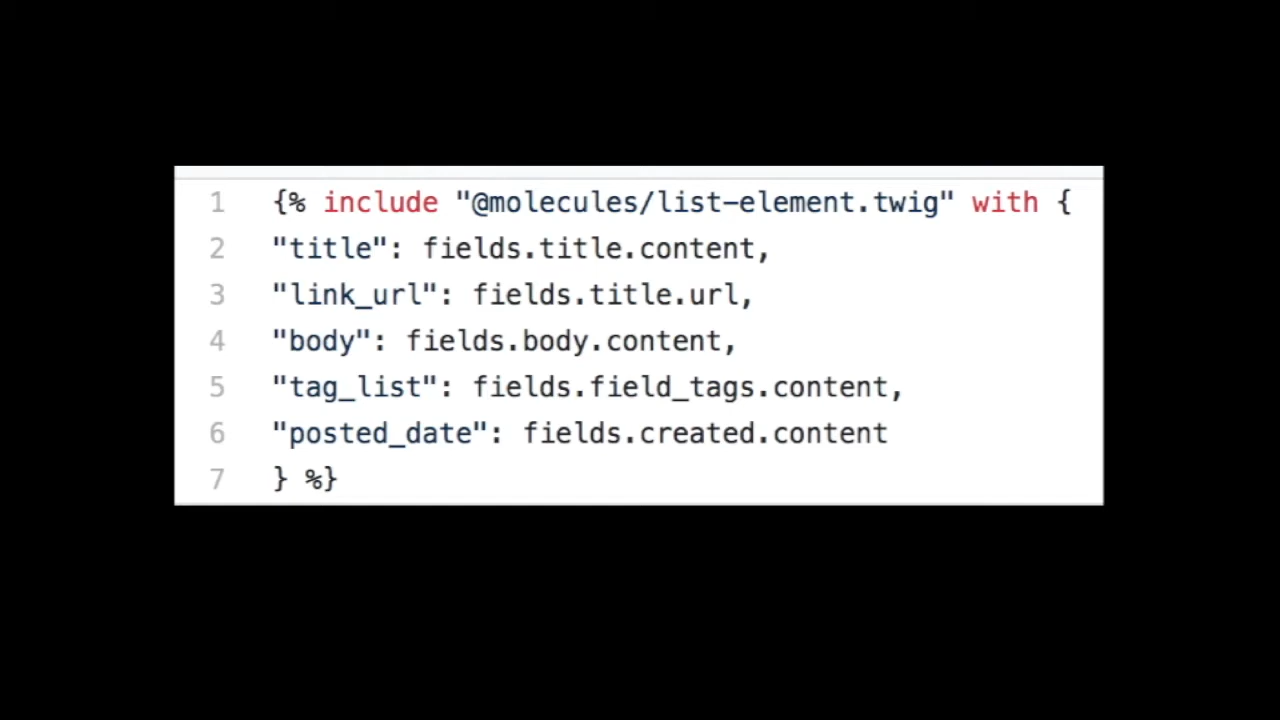 1 {% include "@molecules/list-element.twig" with {
2 "title": fields.title.content,
3 "link_url": fields.title.url,
4 "body": fields.body.content,
5 "tag_list": fields.field_tags.content,
6 "posted_date": fields.created.content
7 } %}